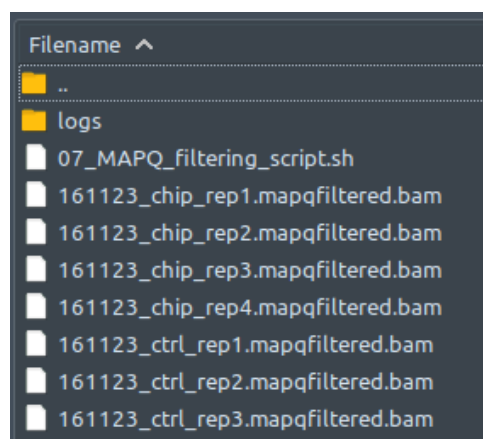 Filename
..
logs
07_MAPQ_filtering_script.sh
161123_chip_rep1.mapqfiltered.bam
161123_chip_rep2.mapqfiltered.bam
161123_chip_rep3.mapqfiltered.bam
161123_chip_rep4.mapqfiltered.bam
161123_ctrl_rep1.mapqfiltered.bam
161123_ctrl_rep2.mapqfiltered.bam
161123_ctrl_rep3.mapqfiltered.bam